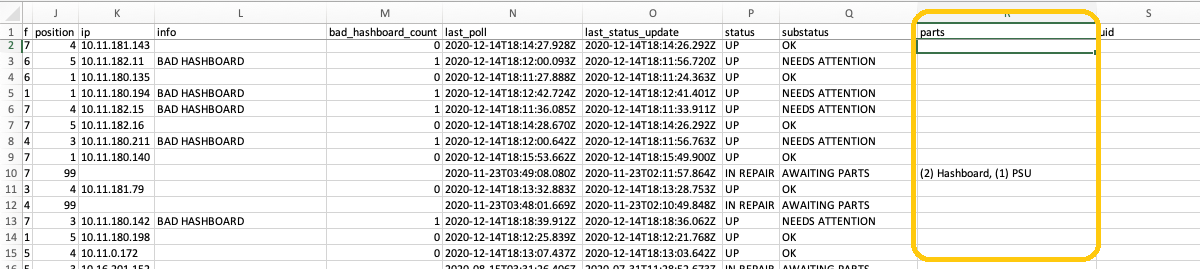 J K L M N O P Q R S
1 f position ip info bad_hashboard_count last_poll last_status_update status substatus parts uid
2 7 4 10.11.181.143 0 2020-12-14T18:14:27.928Z 2020-12-14T18:14:26.292Z UP OK
3 6 5 10.11.182.11 BAD HASHBOARD 1 2020-12-14T18:12:00.093Z 2020-12-14T18:11:56.720Z UP NEEDS ATTENTION
4 6 1 10.11.180.135 0 2020-12-14T18:11:27.888Z 2020-12-14T18:11:24.363Z UP OK
5 1 1 10.11.180.194 BAD HASHBOARD 1 2020-12-14T18:12:42.724Z 2020-12-14T18:12:41.401Z UP NEEDS ATTENTION
6 7 4 10.11.182.15 BAD HASHBOARD 1 2020-12-14T18:11:36.085Z 2020-12-14T18:11:33.911Z UP NEEDS ATTENTION
7 7 5 10.11.182.16 0 2020-12-14T18:14:28.670Z 2020-12-14T18:14:26.292Z UP OK
8 4 3 10.11.180.211 BAD HASHBOARD 1 2020-12-14T18:12:00.642Z 2020-12-14T18:11:56.763Z UP NEEDS ATTENTION
9 7 1 10.11.180.140 0 2020-12-14T18:15:53.662Z 2020-12-14T18:15:49.900Z UP OK
10 7 99 2020-11-23T03:49:08.080Z 2020-11-23T02:11:57.864Z IN REPAIR AWAITING PARTS (2) Hashboard, (1) PSU
11 3 4 10.11.181.79 0 2020-12-14T18:13:32.883Z 2020-12-14T18:13:28.753Z UP OK
12 4 99 2020-11-23T03:48:01.669Z 2020-11-23T02:10:49.848Z IN REPAIR AWAITING PARTS
13 7 3 10.11.180.142 BAD HASHBOARD 1 2020-12-14T18:18:39.912Z 2020-12-14T18:18:36.062Z UP NEEDS ATTENTION
14 1 5 10.11.180.198 0 2020-12-14T18:12:25.839Z 2020-12-14T18:12:21.768Z UP OK
15 5 4 10.11.0.172 0 2020-12-14T18:13:07.437Z 2020-12-14T18:13:03.642Z UP OK